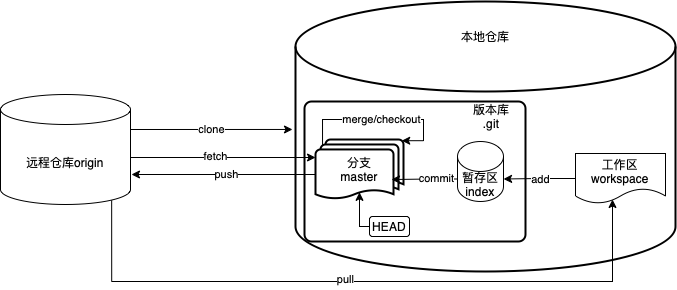 本地仓库
版本库
.git
merge/checkout
clone
远程仓库origin
fetch
分支
master
工作区
workspace
push
commit
暂存区
index
add
HEAD
pull